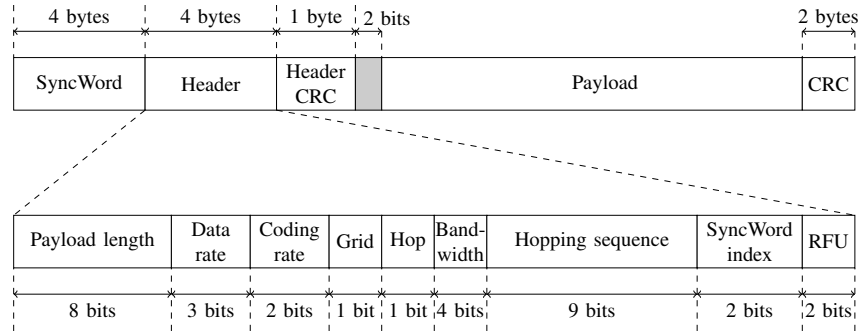 4 bytes 4 bytes 1 byte 2 bits 2 bytes
SyncWord Header Header CRC Payload CRC
Payload length Data rate Coding rate Grid Hop Band-width Hopping sequence SyncWord index RFU
8 bits 3 bits 2 bits 1 bit 1 bit 4 bits 9 bits 2 bits 2 bits